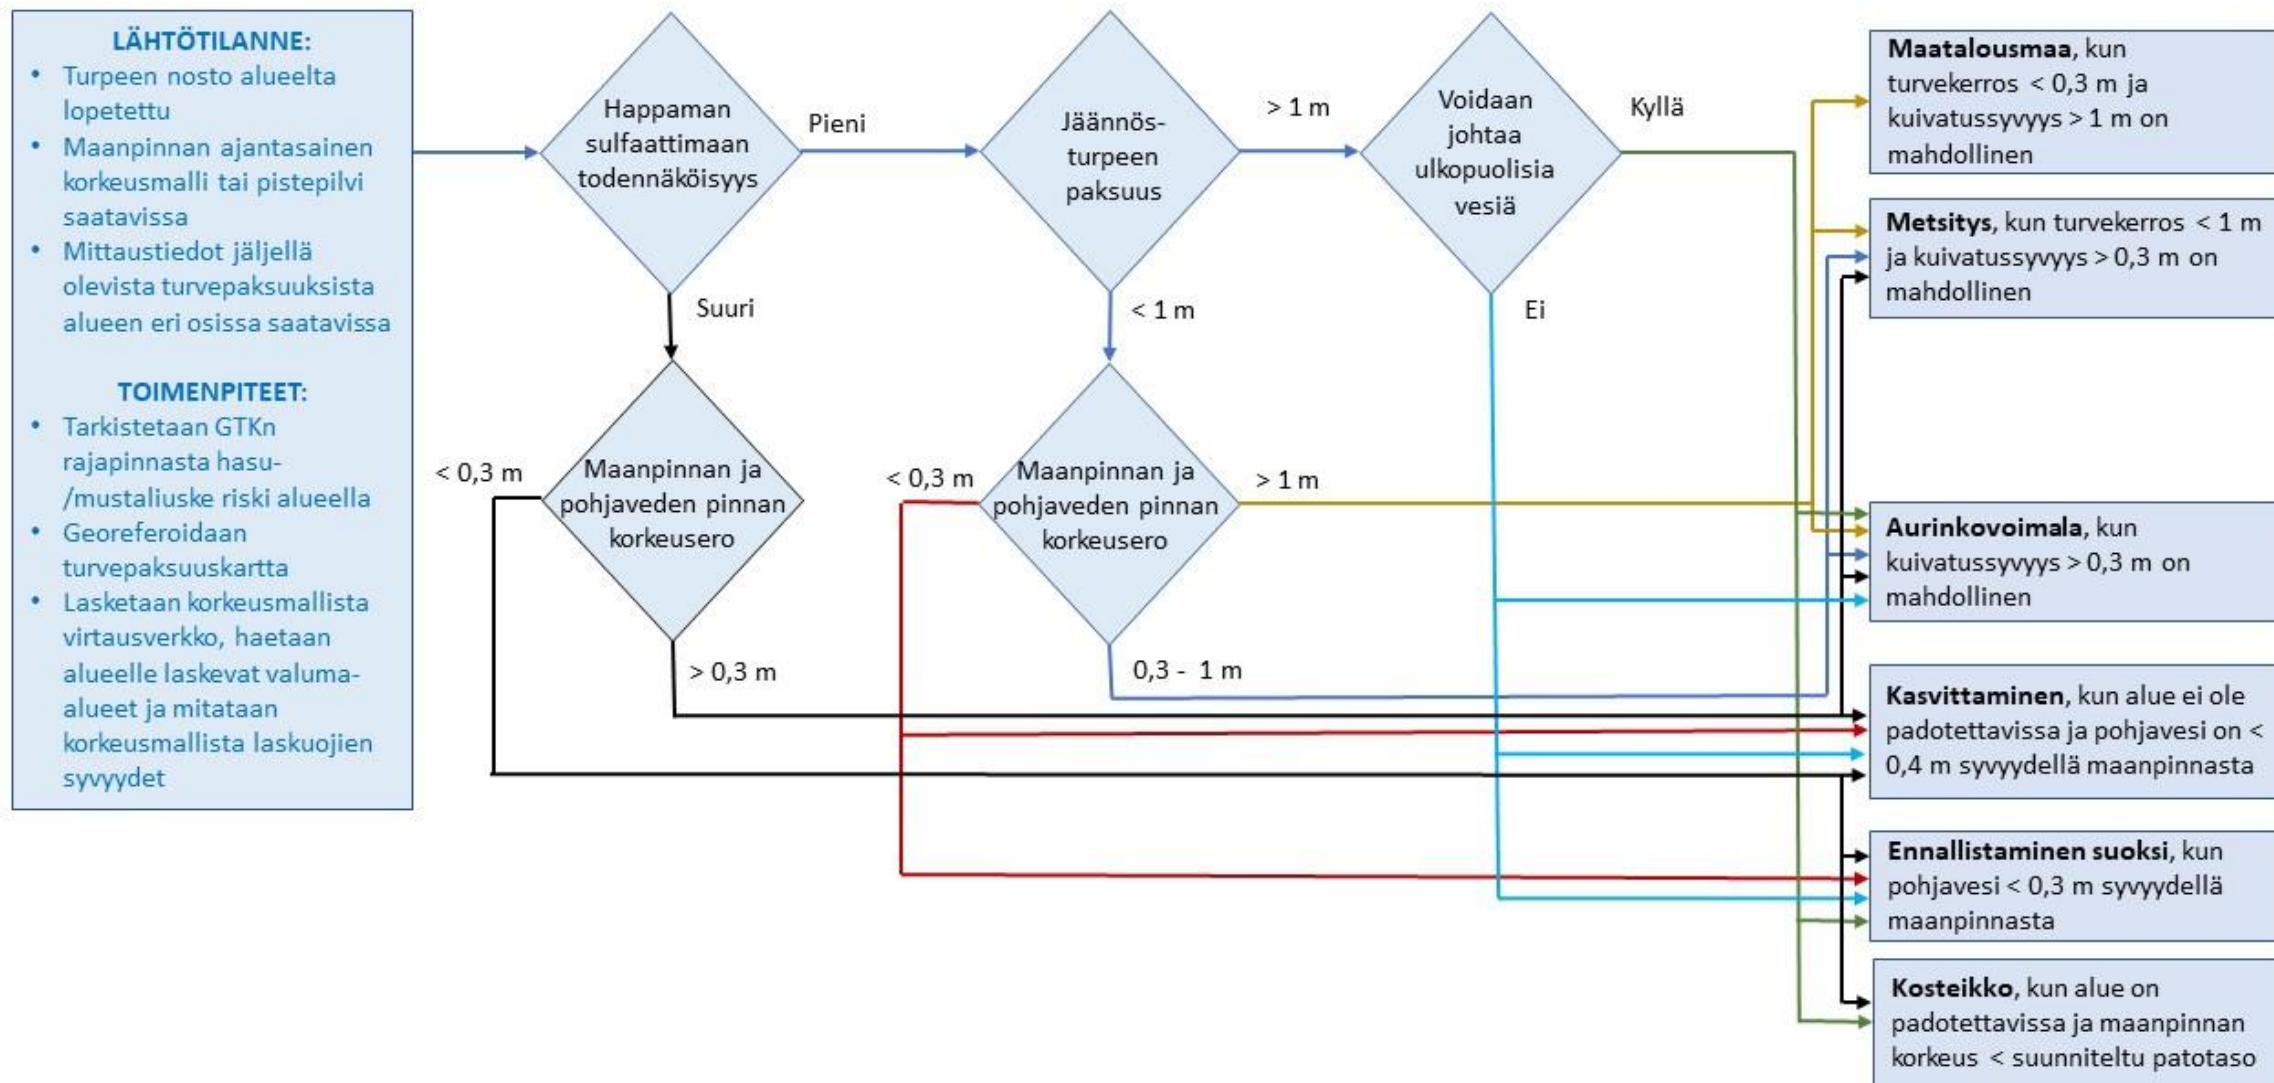 LÄHTÖTILANNE:
• Turpeen nosto alueelta
lopetettu
• Maanpinnan ajantasainen
korkeusmalli tai pistepilvi
saatavissa
• Mittaustiedot jäljellä
olevista turvepaksuuksista
alueen eri osissa saatavissa
TOIMENPITEET:
• Tarkistetaan GTKn
rajapinnasta hasu-
/mustaliuske riski alueella
• Georeferoidaan
turvepaksuuskartta
• Lasketaan korkeusmallista
virtausverkko, haetaan
alueelle laskevat valuma-
alueet ja mitataan
korkeusmallista laskuojien
syvyydet
Happaman
sulfaattimaan
todennäköisyys
Pieni
Suuri
Jäännös-
turpeen
paksuus
> 1 m
< 1 m
Voidaan
johtaa
ulkopuolisia
vesiä
Kyllä
Ei
< 0,3 m
Maanpinnan ja
pohjaveden pinnan
korkeusero
> 0,3 m
< 0,3 m
Maanpinnan ja
pohjaveden pinnan
korkeusero
> 1 m
0,3 - 1 m
Maatalousmaa, kun
turvekerros < 0,3 m ja
kuivatussyvyys > 1 m on
mahdollinen
Metsitys, kun turvekerros < 1 m
ja kuivatussyvyys > 0,3 m on
mahdollinen
Aurinkovoimala, kun
kuivatussyvyys > 0,3 m on
mahdollinen
Kasvittaminen, kun alue ei ole
padotettavissa ja pohjavesi on <
0,4 m syvyydellä maanpinnasta
Ennallistaminen suoksi, kun
pohjavesi < 0,3 m syvyydellä
maanpinnasta
Kosteikko, kun alue on
padotettavissa ja maanpinnan
korkeus < suunniteltu patotaso